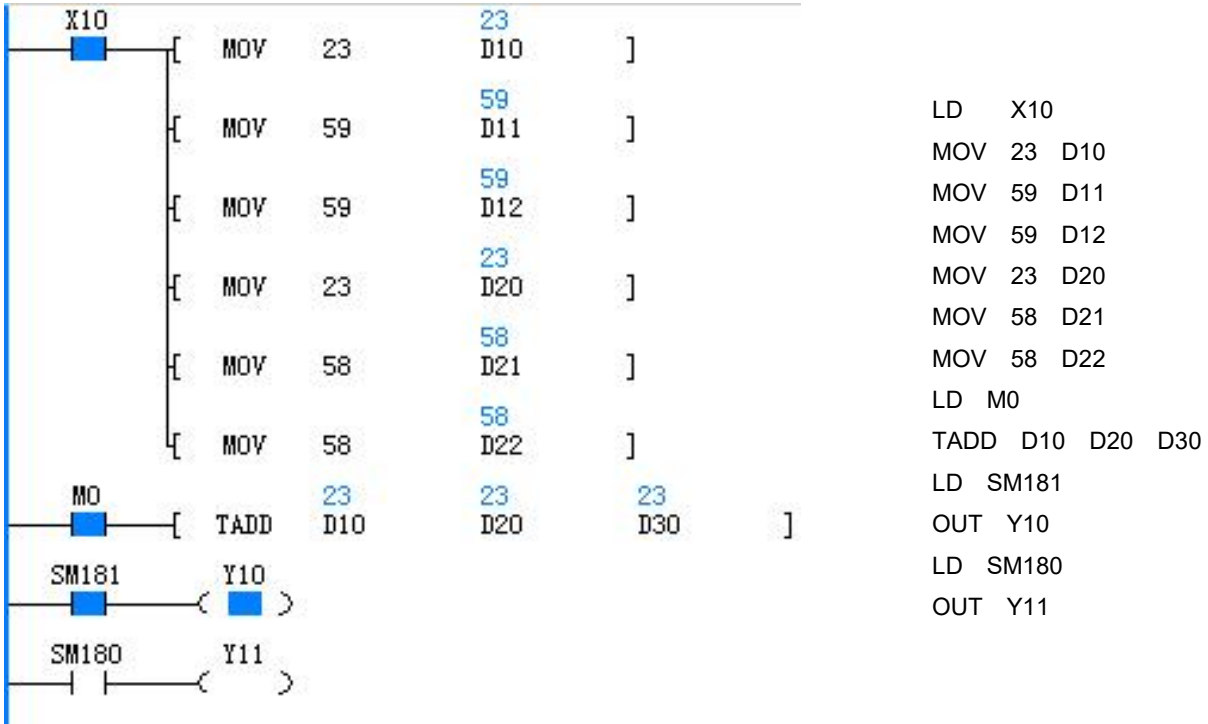 X10 23
[ MOV 23 D10 ]
59
[ MOV 59 D11 ]
59
[ MOV 59 D12 ]
23
[ MOV 23 D20 ]
58
[ MOV 58 D21 ]
58
[ MOV 58 D22 ]
M0 23 23 23
[ TADD D10 D20 D30 ]
SM181 Y10
( )
SM180 Y11
( )
LD X10
MOV 23 D10
MOV 59 D11
MOV 59 D12
MOV 23 D20
MOV 58 D21
MOV 58 D22
LD M0
TADD D10 D20 D30
LD SM181
OUT Y10
LD SM180
OUT Y11